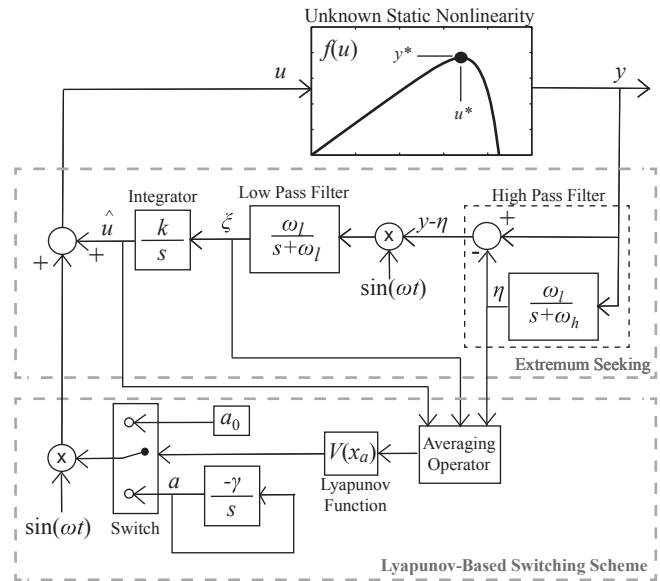 Unknown Static Nonlinearity
f(u)
y*
u*
u
y
Integrator
Low Pass Filter
High Pass Filter
û
k/s
ξ
ω_l/(s+ω_l)
x
y-η
+
-
+
+
sin(ωt)
η
ω_l/(s+ω_h)
Extremum Seeking
a_0
x
V(x_a)
Averaging
Operator
Lyapunov
Function
a
-γ/s
sin(ωt)
Switch
Lyapunov-Based Switching Scheme